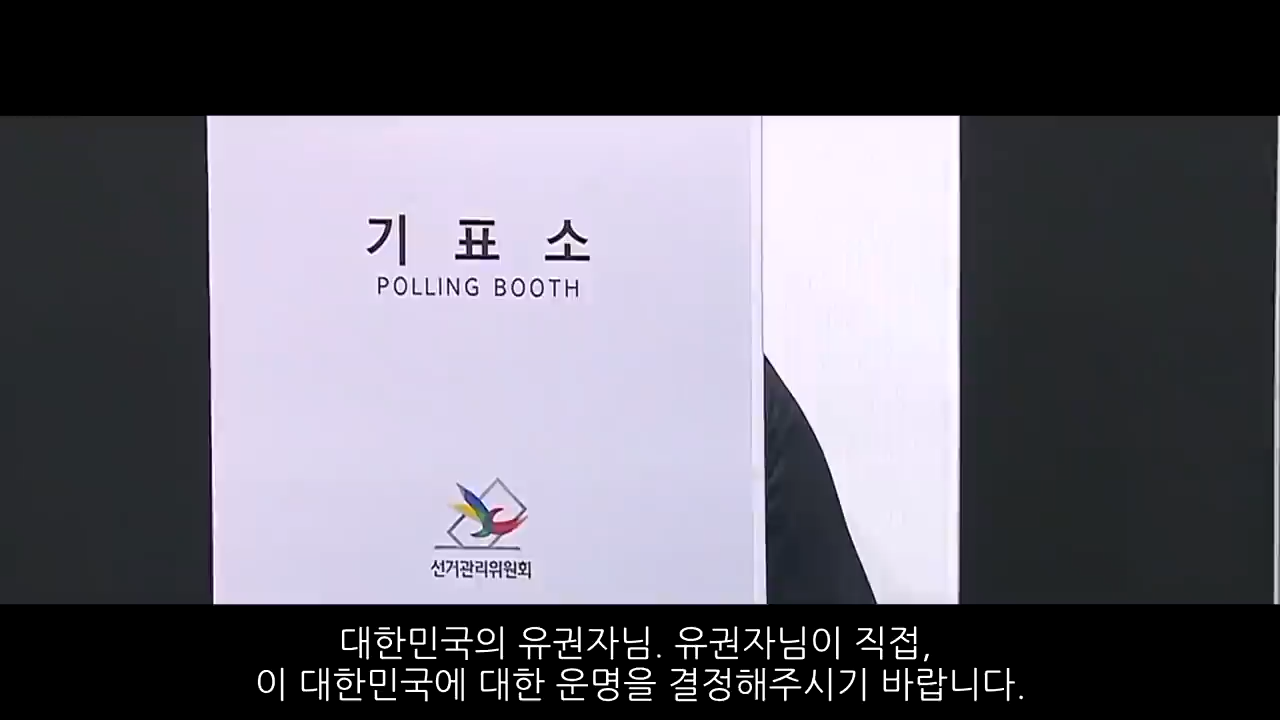 기 표 소
POLLING BOOTH
선거관리위원회
대한민국의 유권자님. 유권자님이 직접,
이 대한민국에 대한 운명을 결정해주시기 바랍니다.